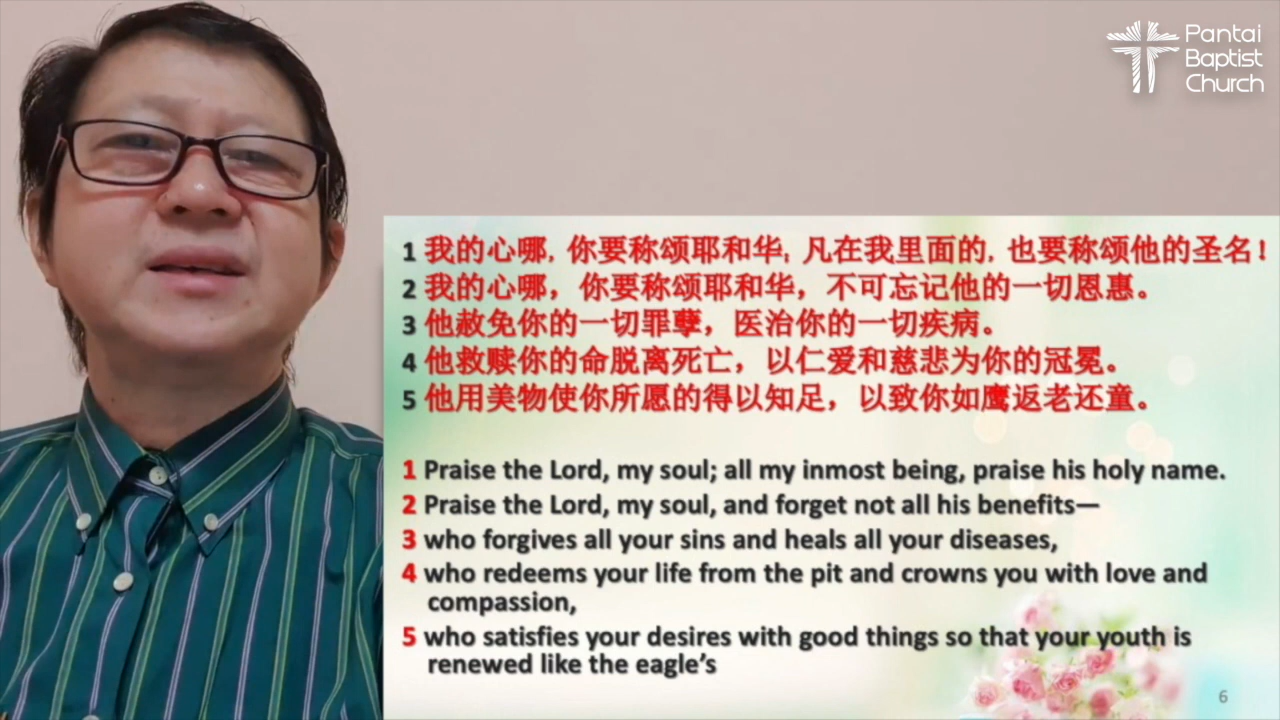 Pantai
Baptist
Church
1 我的心哪, 你要称颂耶和华, 凡在我里面的, 也要称颂他的圣名!
2 我的心哪，你要称颂耶和华，不可忘记他的一切恩惠。
3 他赦免你的一切罪孽，医治你的一切疾病。
4 他救赎你的命脱离死亡，以仁爱和慈悲为你的冠冕。
5 他用美物使你所愿的得以知足，以致你如鹰返老还童。
1 Praise the Lord, my soul; all my inmost being, praise his holy name.
2 Praise the Lord, my soul, and forget not all his benefits—
3 who forgives all your sins and heals all your diseases,
4 who redeems your life from the pit and crowns you with love and
compassion,
5 who satisfies your desires with good things so that your youth is
renewed like the eagle’s
6